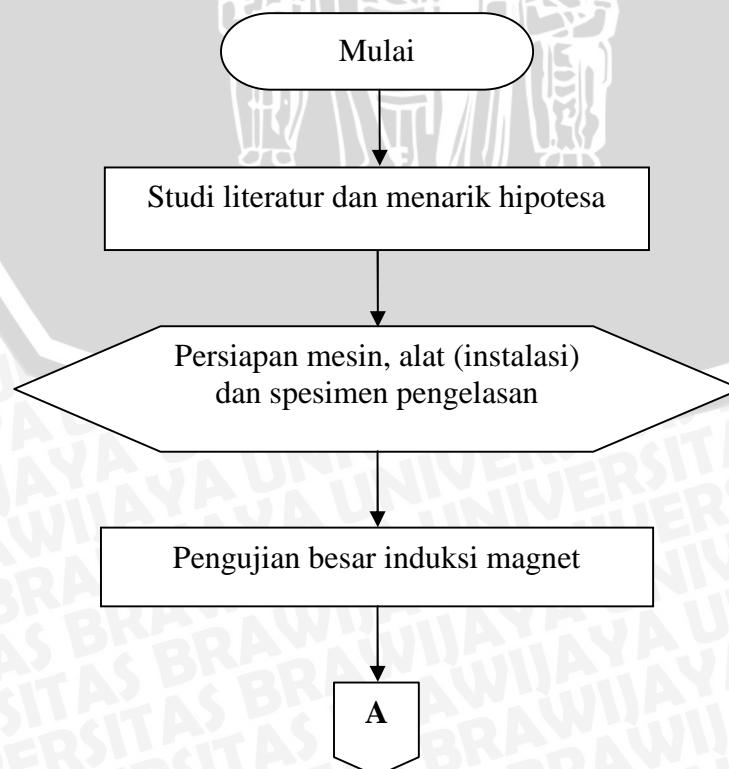 Mulai
Studi literatur dan menarik hipotesa
Persiapan mesin, alat (instalasi)
dan spesimen pengelasan
Pengujian besar induksi magnet
A